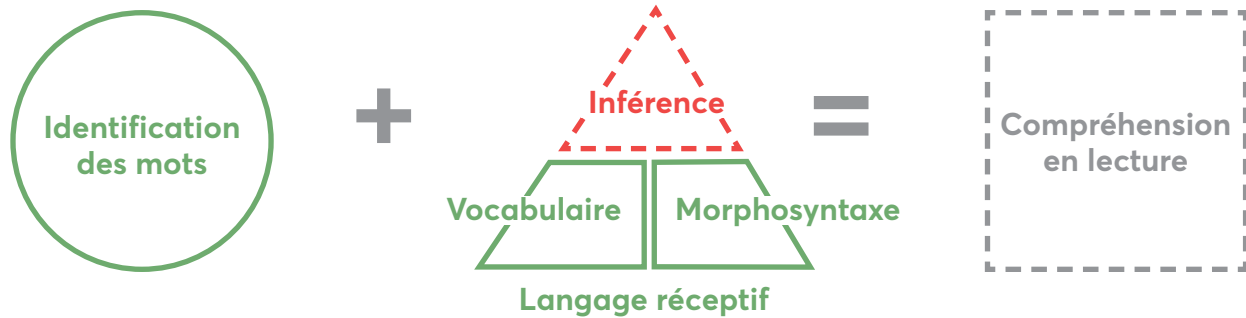 Identification
des mots
+
Inférence
Vocabulaire
Morphosyntaxe
Langage réceptif
=
Compréhension
en lecture